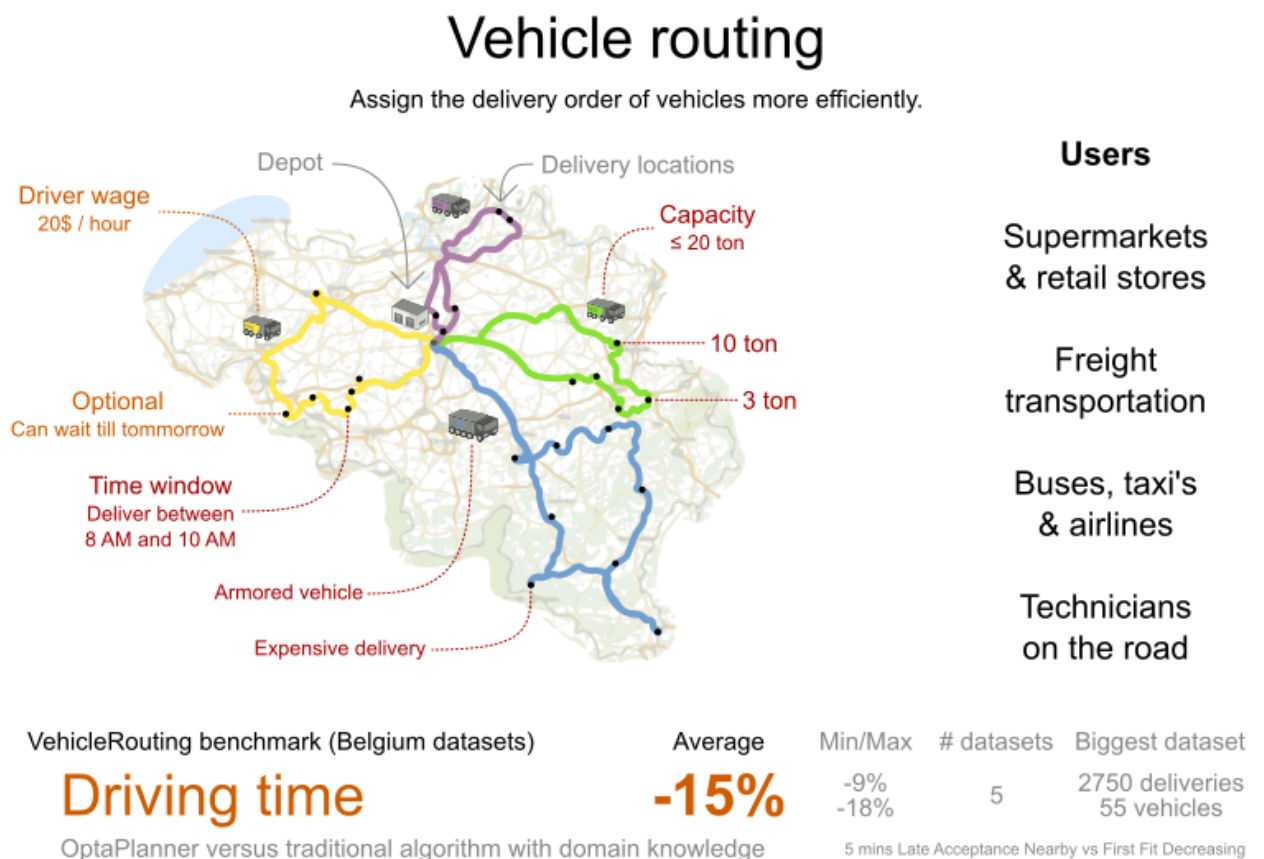 Vehicle routing
Assign the delivery order of vehicles more efficiently.
Depot
Delivery locations
Driver wage
20$ / hour
Capacity
≤ 20 ton
10 ton
3 ton
Optional
Can wait till tommorrow
Time window
Deliver between
8 AM and 10 AM
Armored vehicle
Expensive delivery
Users
Supermarkets
& retail stores
Freight
transportation
Buses, taxi's
& airlines
Technicians
on the road
VehicleRouting benchmark (Belgium datasets)
Driving time
OptaPlanner versus traditional algorithm with domain knowledge
Average
-15%
Min/Max
-9%
-18%
# datasets
5
Biggest dataset
2750 deliveries
55 vehicles
5 mins Late Acceptance Nearby vs First Fit Decreasing